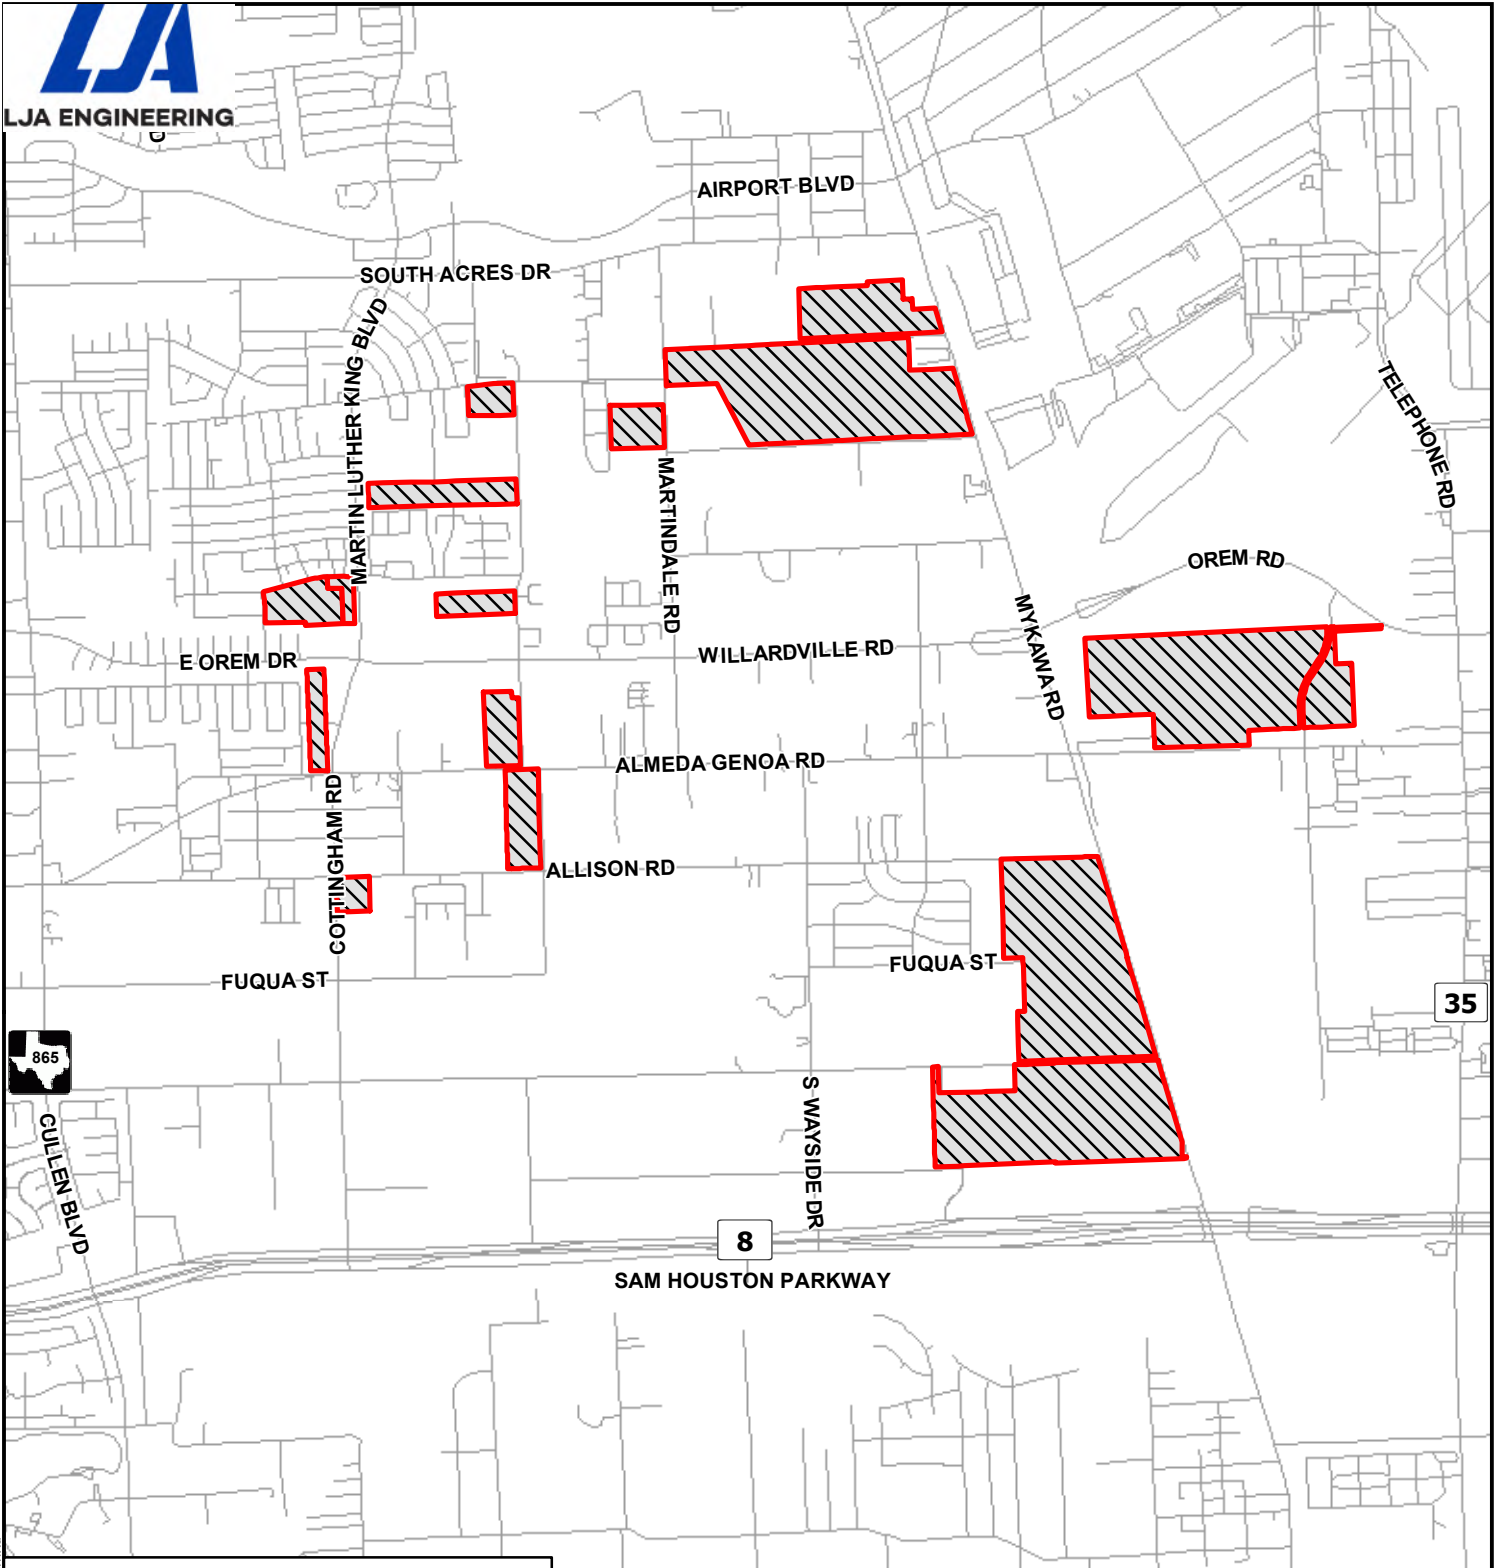 LJA
LJA ENGINEERING
AIRPORT BLVD
SOUTH ACRES DR
MARTIN LUTHER KING BLVD
TELEPHONE RD
MARTINDALE RD
OREM RD
MYKAWA RD
WILLARDVILLE RD
E OREM DR
ALMEDA GENOA RD
COTTINGHAM RD
ALLISON RD
FUQUA ST
FUQUA ST
35
865
S WAYSIDE DR
CULLEN BLVD
8
SAM HOUSTON PARKWAY